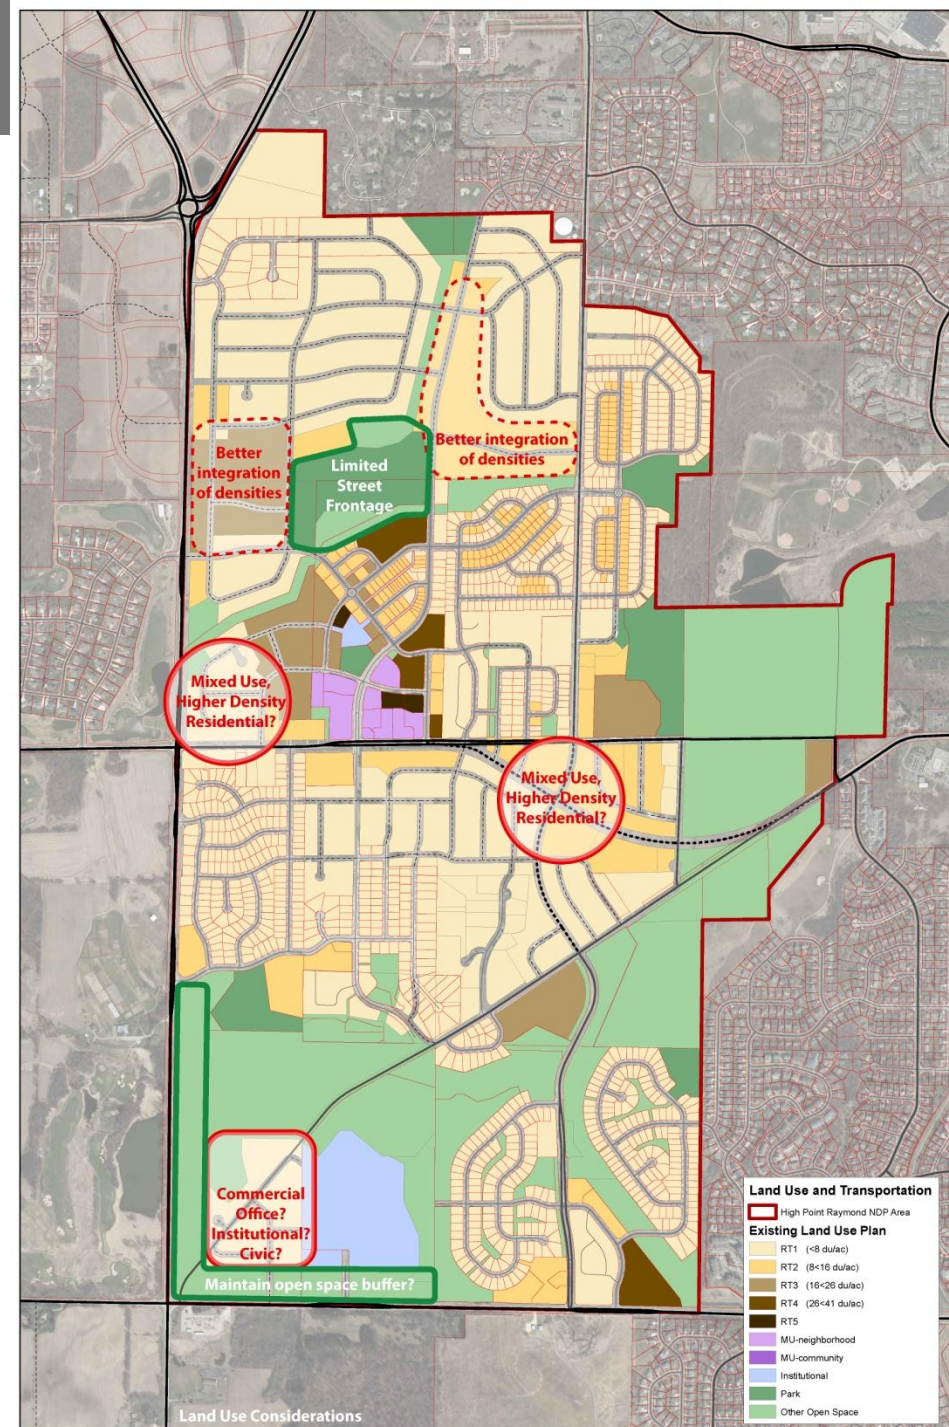 Better
integration
of densities
Limited
Street
Frontage
Better integration
of densities
Mixed Use,
Higher Density
Residential?
Mixed Use,
Higher Density
Residential?
Commercial
Office?
Institutional?
Civic?
Maintain open space buffer?
Land Use and Transportation
High Point Raymond NDP Area
Existing Land Use Plan
RT1 (<8 du/ac)
RT2 (8<16 du/ac)
RT3 (16<26 du/ac)
RT4 (26<41 du/ac)
RT5
MU-neighborhood
MU-community
Institutional
Park
Other Open Space
Land Use Considerations